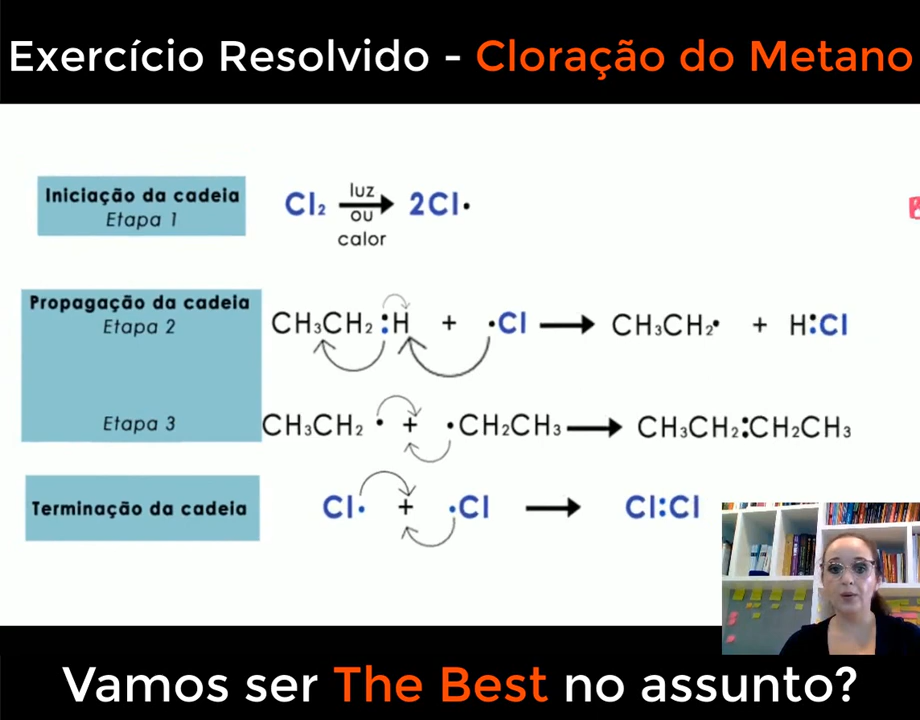 Exercício Resolvido - Cloração do Metano
Iniciação da cadeia
Etapa 1
Cl₂ luz ou calor → 2Cl·
Propagação da cadeia
Etapa 2
CH₃CH₂:H + ·Cl → CH₃CH₂· + H:Cl
Etapa 3
CH₃CH₂· + ·CH₂CH₃ → CH₃CH₂:CH₂CH₃
Terminação da cadeia
Cl· + ·Cl → Cl:Cl
Vamos ser The Best no assunto?